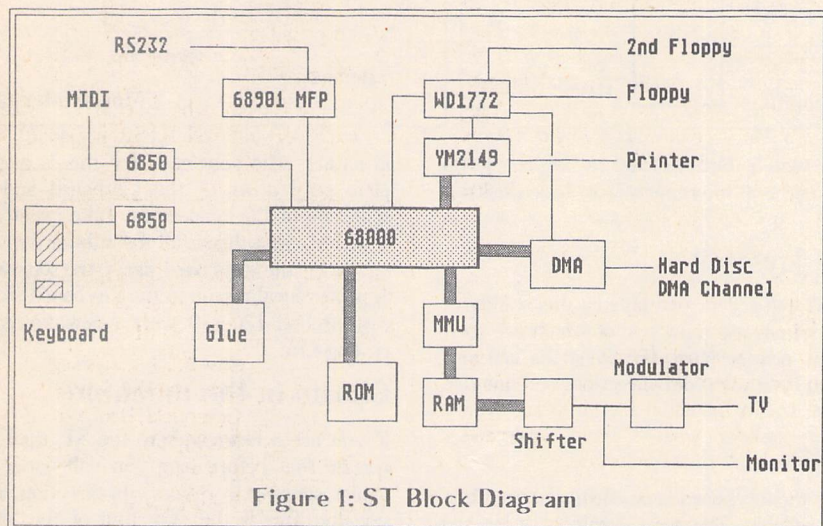 RS232
2nd Floppy
MIDI
68901 MFP
WD1772
Floppy
6850
YM2149
Printer
6850
68000
DMA
Hard Disc
DMA Channel
Keyboard
Glue
MMU
ROM
RAM
Modulator
Shifter
TV
Monitor
Figure 1: ST Block Diagram